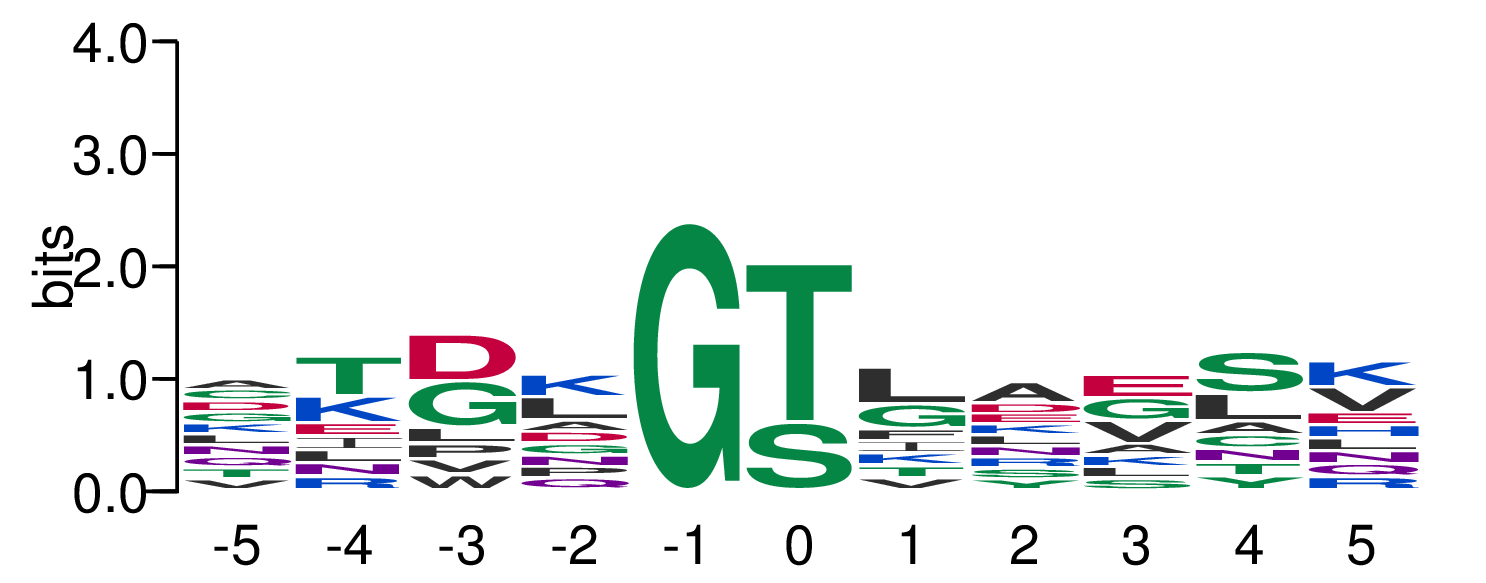 4.0
3.0
bits
2.0
1.0
0.0
A C D G K L N Q T V
T K E I L N R
D G L P V W
K L A D G N P Q
G
T S
L G F I K T V
A D E K L N R S Y
E G V A K L S
S L A C N T Y
K V E H L N Q R
-5 -4 -3 -2 -1 0 1 2 3 4 5